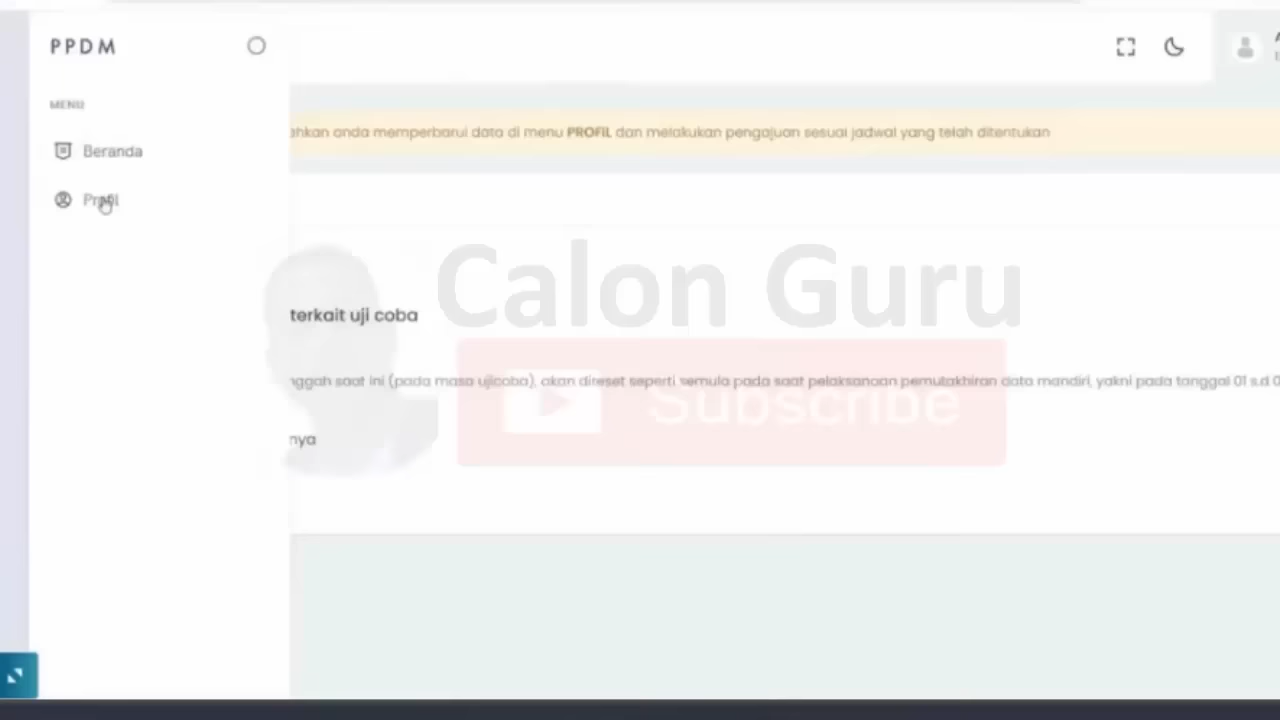 PPDM
MENU
Beranda
Profil
ahkan anda memperbarui data di menu PROFIL dan melakukan pengajuan sesuai jadwal yang telah ditentukan
Calon Guru
terkait uji coba
nggah saat ini (pada masa ujicoba), akan direset seperti semula pada saat pelaksanaan pemutakhiran data mandiri, yakni pada tanggal 01 s.d 0
Subscribe
nya